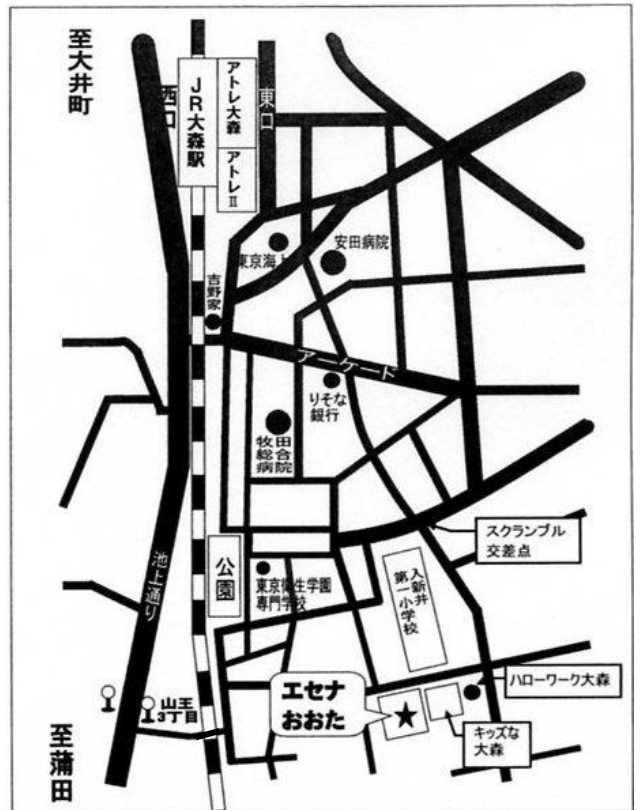 至大井町
西口
JR大森駅
アトレ大森
アトレⅡ
東口
東京海上
安田病院
吉野家
アーケード
りそな
銀行
牧田
総合
病院
スクランブル
交差点
公園
東京衛生学園
専門学校
入新井
第一小学校
池上通り
ハローワーク大森
エセナ
おおた
キッズな
大森
山王
3丁目
至蒲田